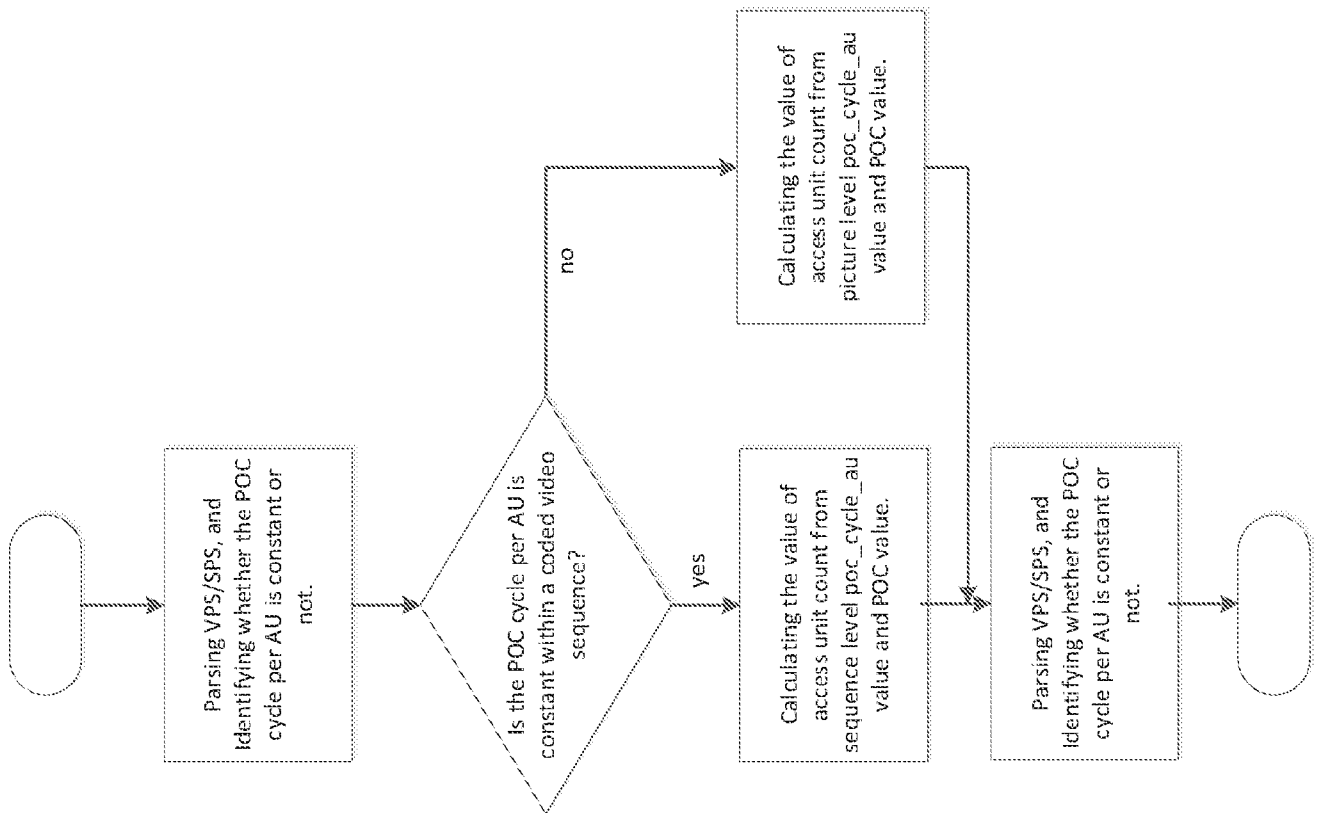 Parsing VPS/SPS, and
Identifying whether the POC
cycle per AU is constant or
not.
Is the POC cycle per AU is
constant within a coded video
sequence?
yes
no
Calculating the value of
access unit count from
sequence level poc_cycle_au
value and POC value.
Calculating the value of
access unit count from
picture level poc_cycle_au
value and POC value.
Parsing VPS/SPS, and
Identifying whether the POC
cycle per AU is constant or
not.